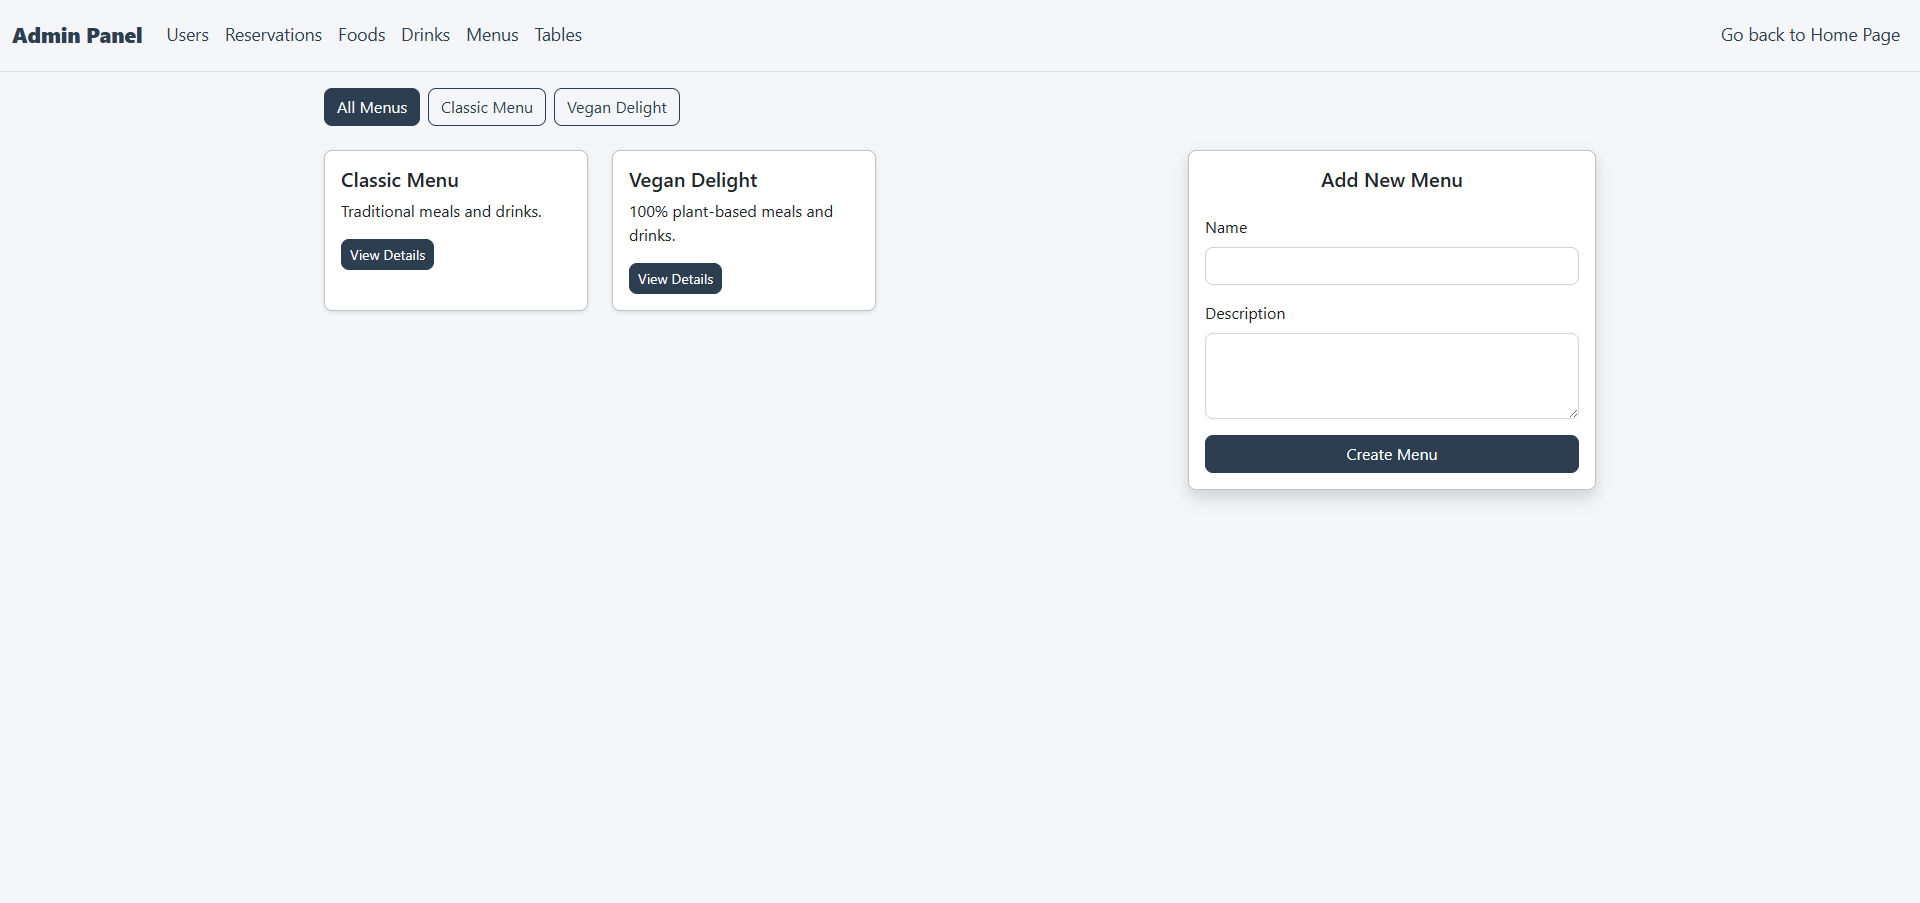 Admin Panel Users Reservations Foods Drinks Menus Tables Go back to Home Page
All Menus Classic Menu Vegan Delight
Classic Menu
Traditional meals and drinks.
View Details
Vegan Delight
100% plant-based meals and
drinks.
View Details
Add New Menu
Name
Description
Create Menu